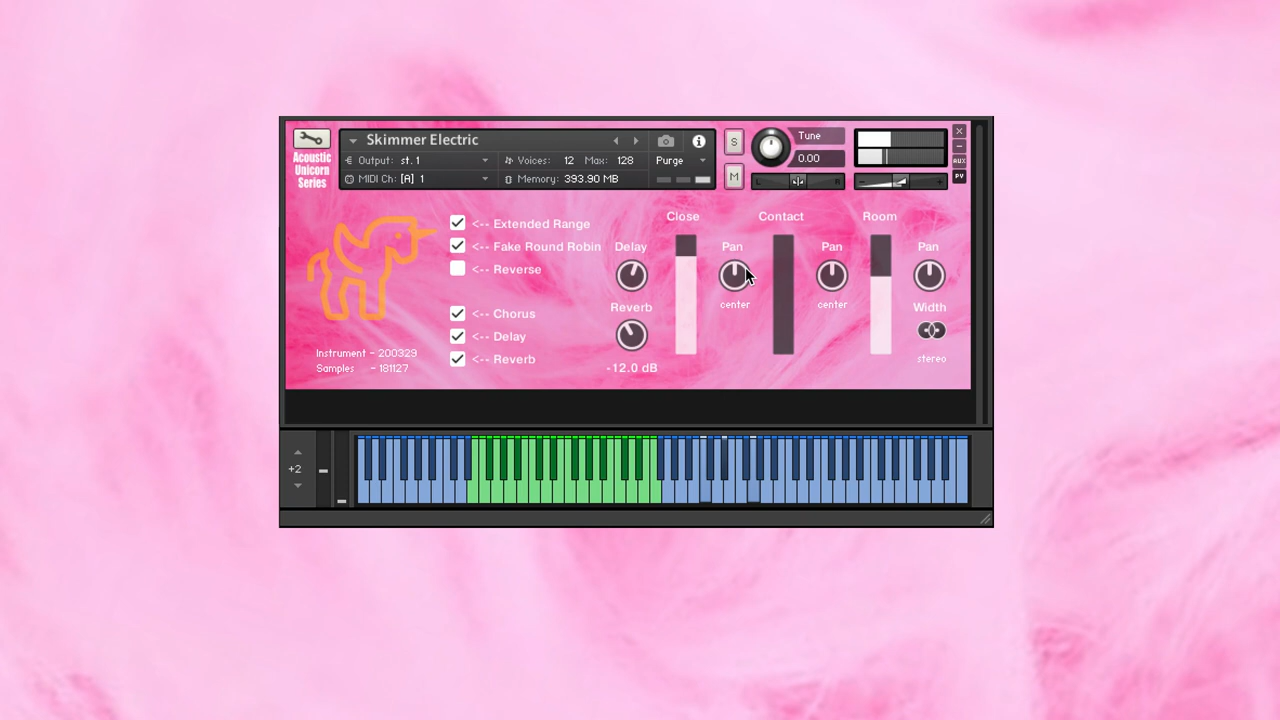 Skimmer Electric
Output: st.1
Voices: 12 Max: 128
Purge
MIDI Ch: [A] 1
Memory: 393.90 MB
S
M
Tune
0.00
L R
AUX
PV
Acoustic
Unicorn
Series
<-- Extended Range
<-- Fake Round Robin
<-- Reverse
<-- Chorus
<-- Delay
<-- Reverb
Delay
Reverb
-12.0 dB
Close
Pan
center
Contact
Pan
center
Room
Pan
Width
stereo
Instrument - 200329
Samples - 181127
+2